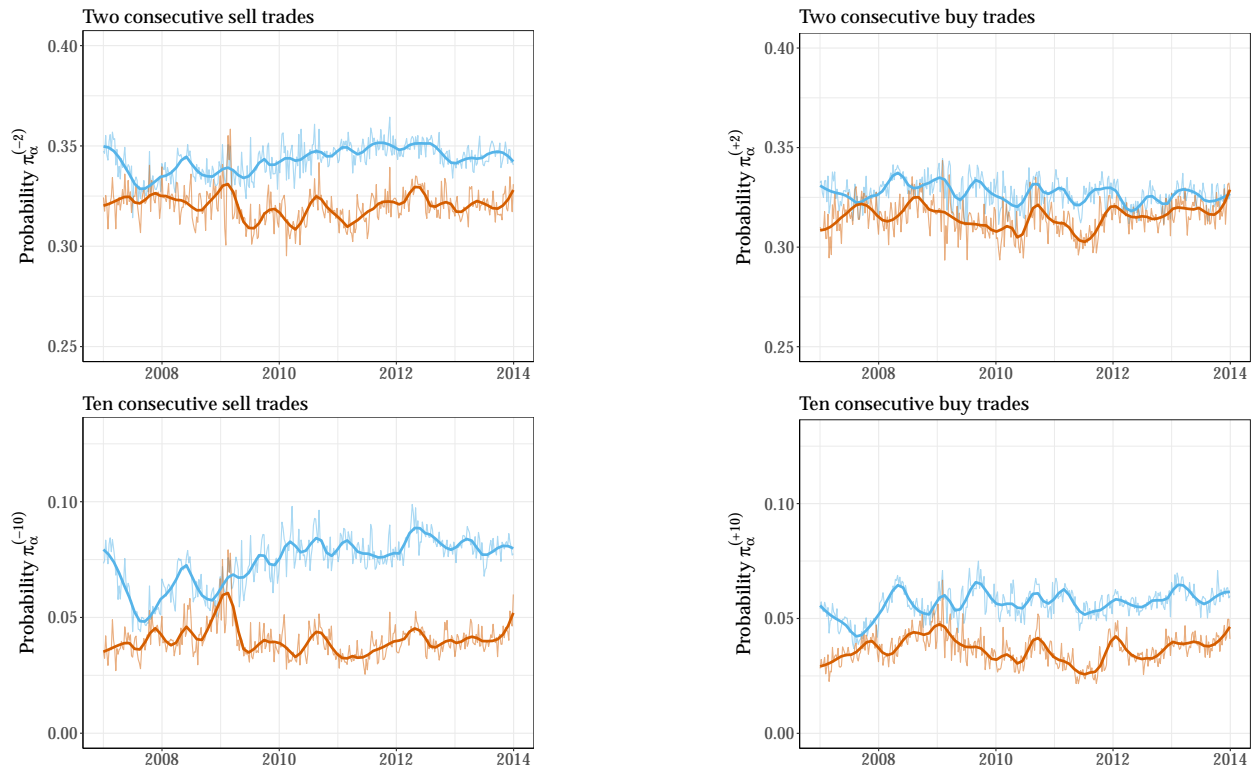 Two consecutive sell trades
Probability π_α^(−2)
0.40
0.35
0.30
0.25
2008 2010 2012 2014
Two consecutive buy trades
Probability π_α^(+2)
0.40
0.35
0.30
0.25
2008 2010 2012 2014
Ten consecutive sell trades
Probability π_α^(−10)
0.10
0.05
0.00
2008 2010 2012 2014
Ten consecutive buy trades
Probability π_α^(+10)
0.10
0.05
0.00
2008 2010 2012 2014